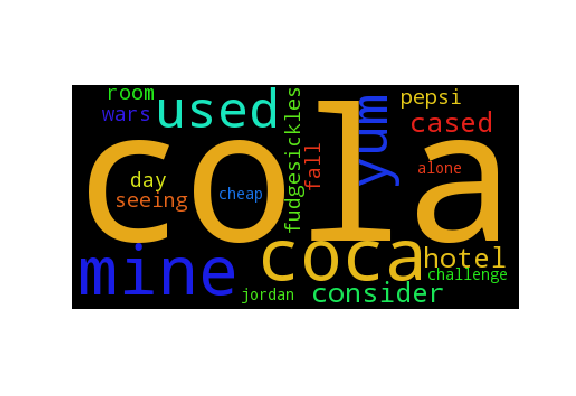 room
used
fudgesickles
yum
pepsi
wars
cased
cola
fall
day
alone
seeing
cheap
mine
coca
hotel
challenge
jordan
consider